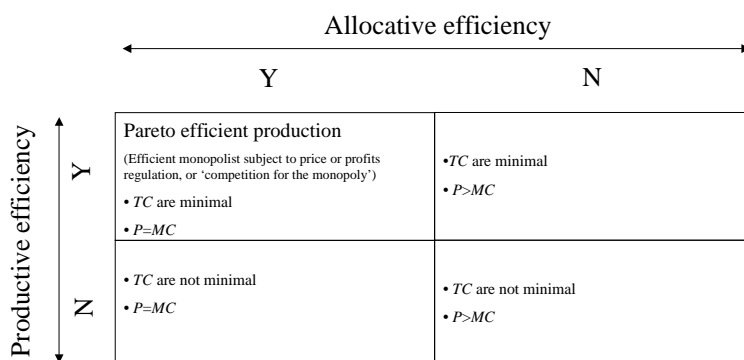 Allocative efficiency
Y
N
Productive efficiency
Y
Pareto efficient production
(Efficient monopolist subject to price or profits
regulation, or ‘competition for the monopoly’)
• TC are minimal
• P=MC
•TC are minimal
• P>MC
N
• TC are not minimal
• P=MC
• TC are not minimal
• P>MC